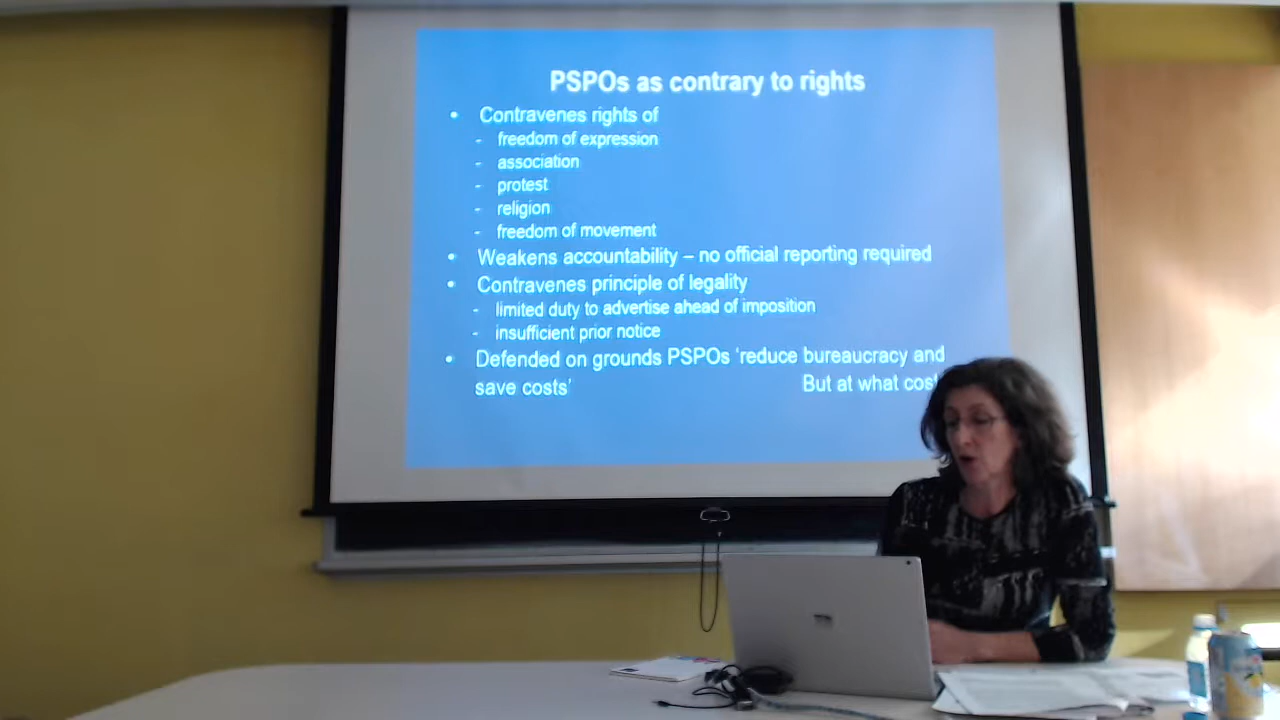 PSPOs as contrary to rights
• Contravenes rights of
- freedom of expression
- association
- protest
- religion
- freedom of movement
• Weakens accountability – no official reporting required
• Contravenes principle of legality
- limited duty to advertise ahead of imposition
- insufficient prior notice
• Defended on grounds PSPOs ‘reduce bureaucracy and
save costs’ But at what cost